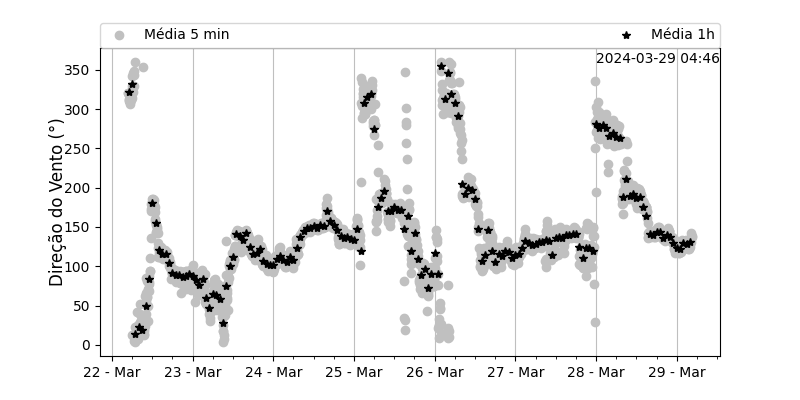 Média 5 min
Média 1h
2024-03-29 04:46
Direção do Vento (°)
350
300
250
200
150
100
50
0
22 - Mar
23 - Mar
24 - Mar
25 - Mar
26 - Mar
27 - Mar
28 - Mar
29 - Mar